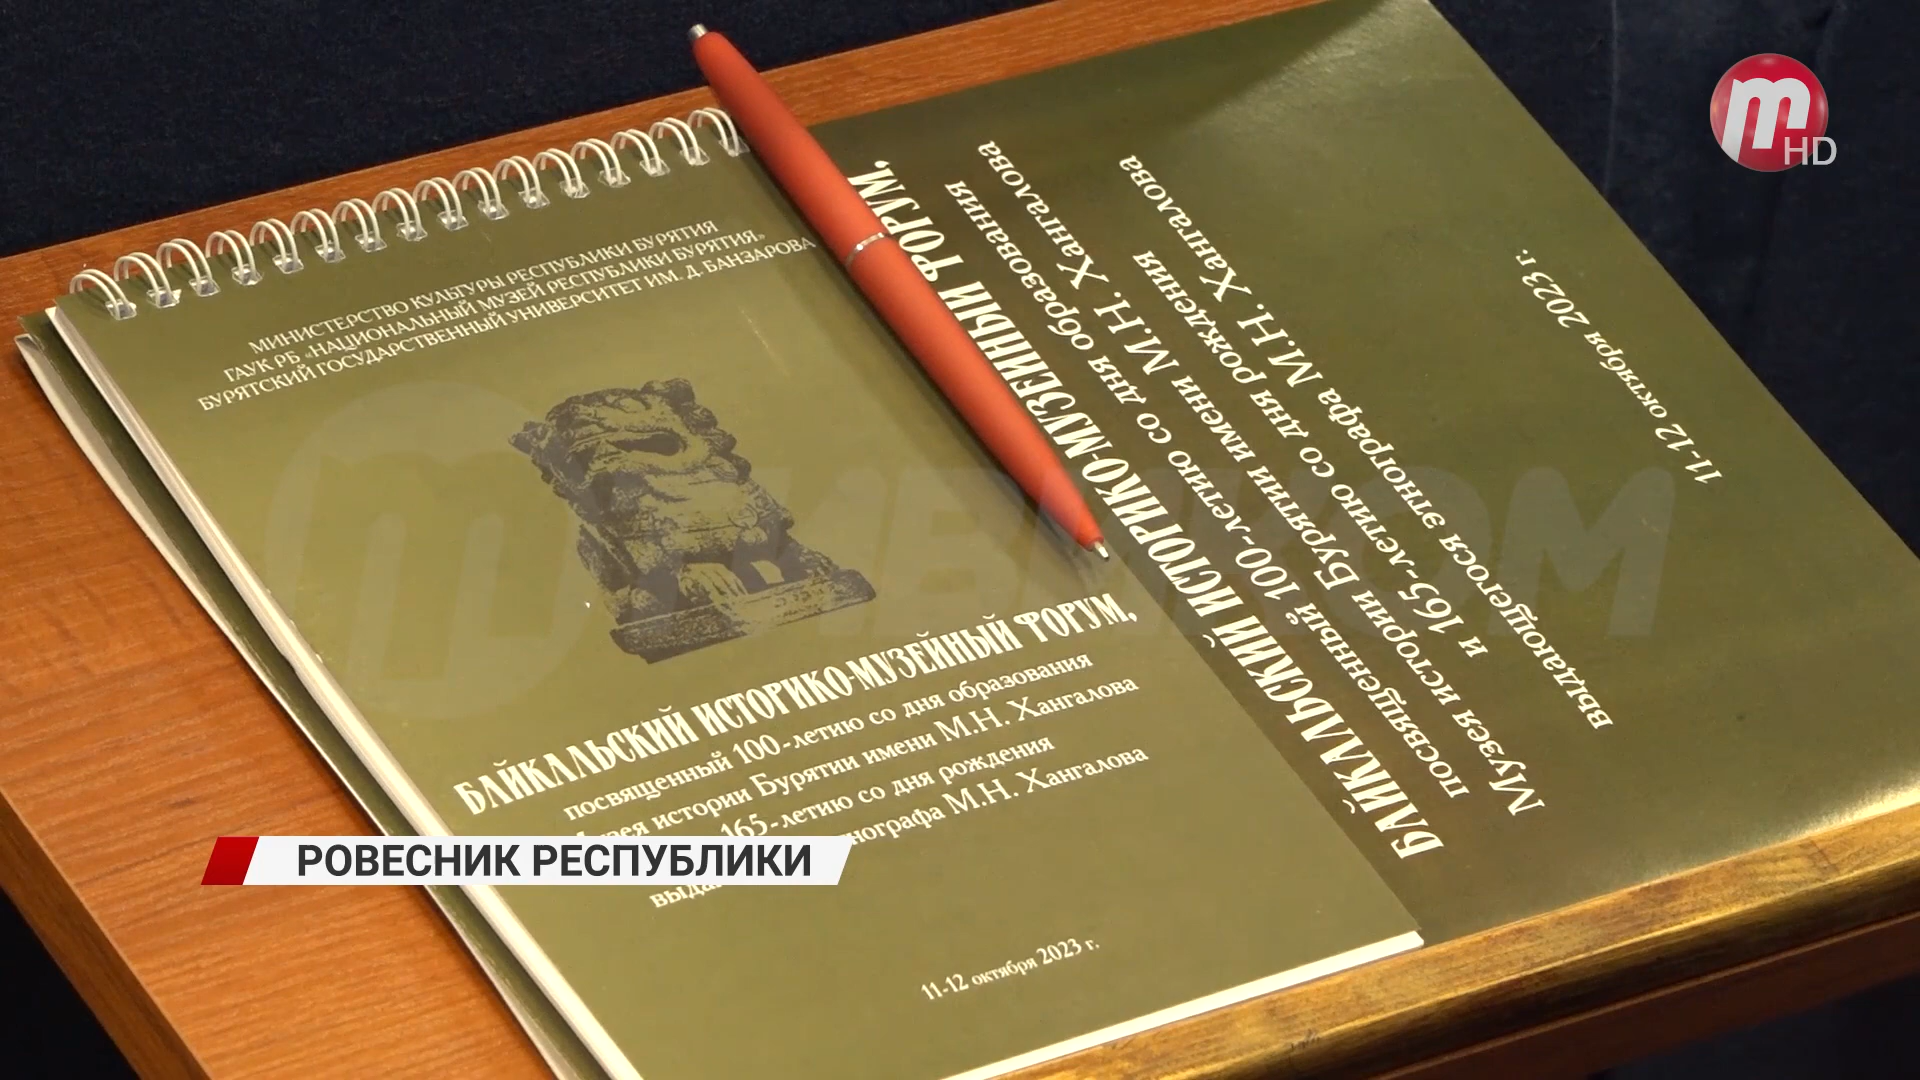 МИНИСТЕРСТВО КУЛЬТУРЫ РЕСПУБЛИКИ БУРЯТИЯ
ГАУК РБ «НАЦИОНАЛЬНЫЙ МУЗЕЙ РЕСПУБЛИКИ БУРЯТИЯ»
БУРЯТСКИЙ ГОСУДАРСТВЕННЫЙ УНИВЕРСИТЕТ ИМ. Д. БАНЗАРОВА
БАЙКАЛЬСКИЙ ИСТОРИКО-МУЗЕЙНЫЙ ФОРУМ,
посвященный 100-летию со дня образования
истории Бурятии имени М.Н. Хангалова
165-летию со дня рождения
М.Н. Хангалова
11-12 октября 2023 г.
БАЙКАЛЬСКИЙ ИСТОРИКО-МУЗЕЙНЫЙ ФОРУМ,
посвященный 100-летию со дня образования
Музея истории Бурятии имени М.Н. Хангалова
и 165-летию со дня рождения
выдающегося этнографа М.Н. Хангалова
11-12 октября 2023 г.
m HD
ТИВИКОМ
РОВЕСНИК РЕСПУБЛИКИ